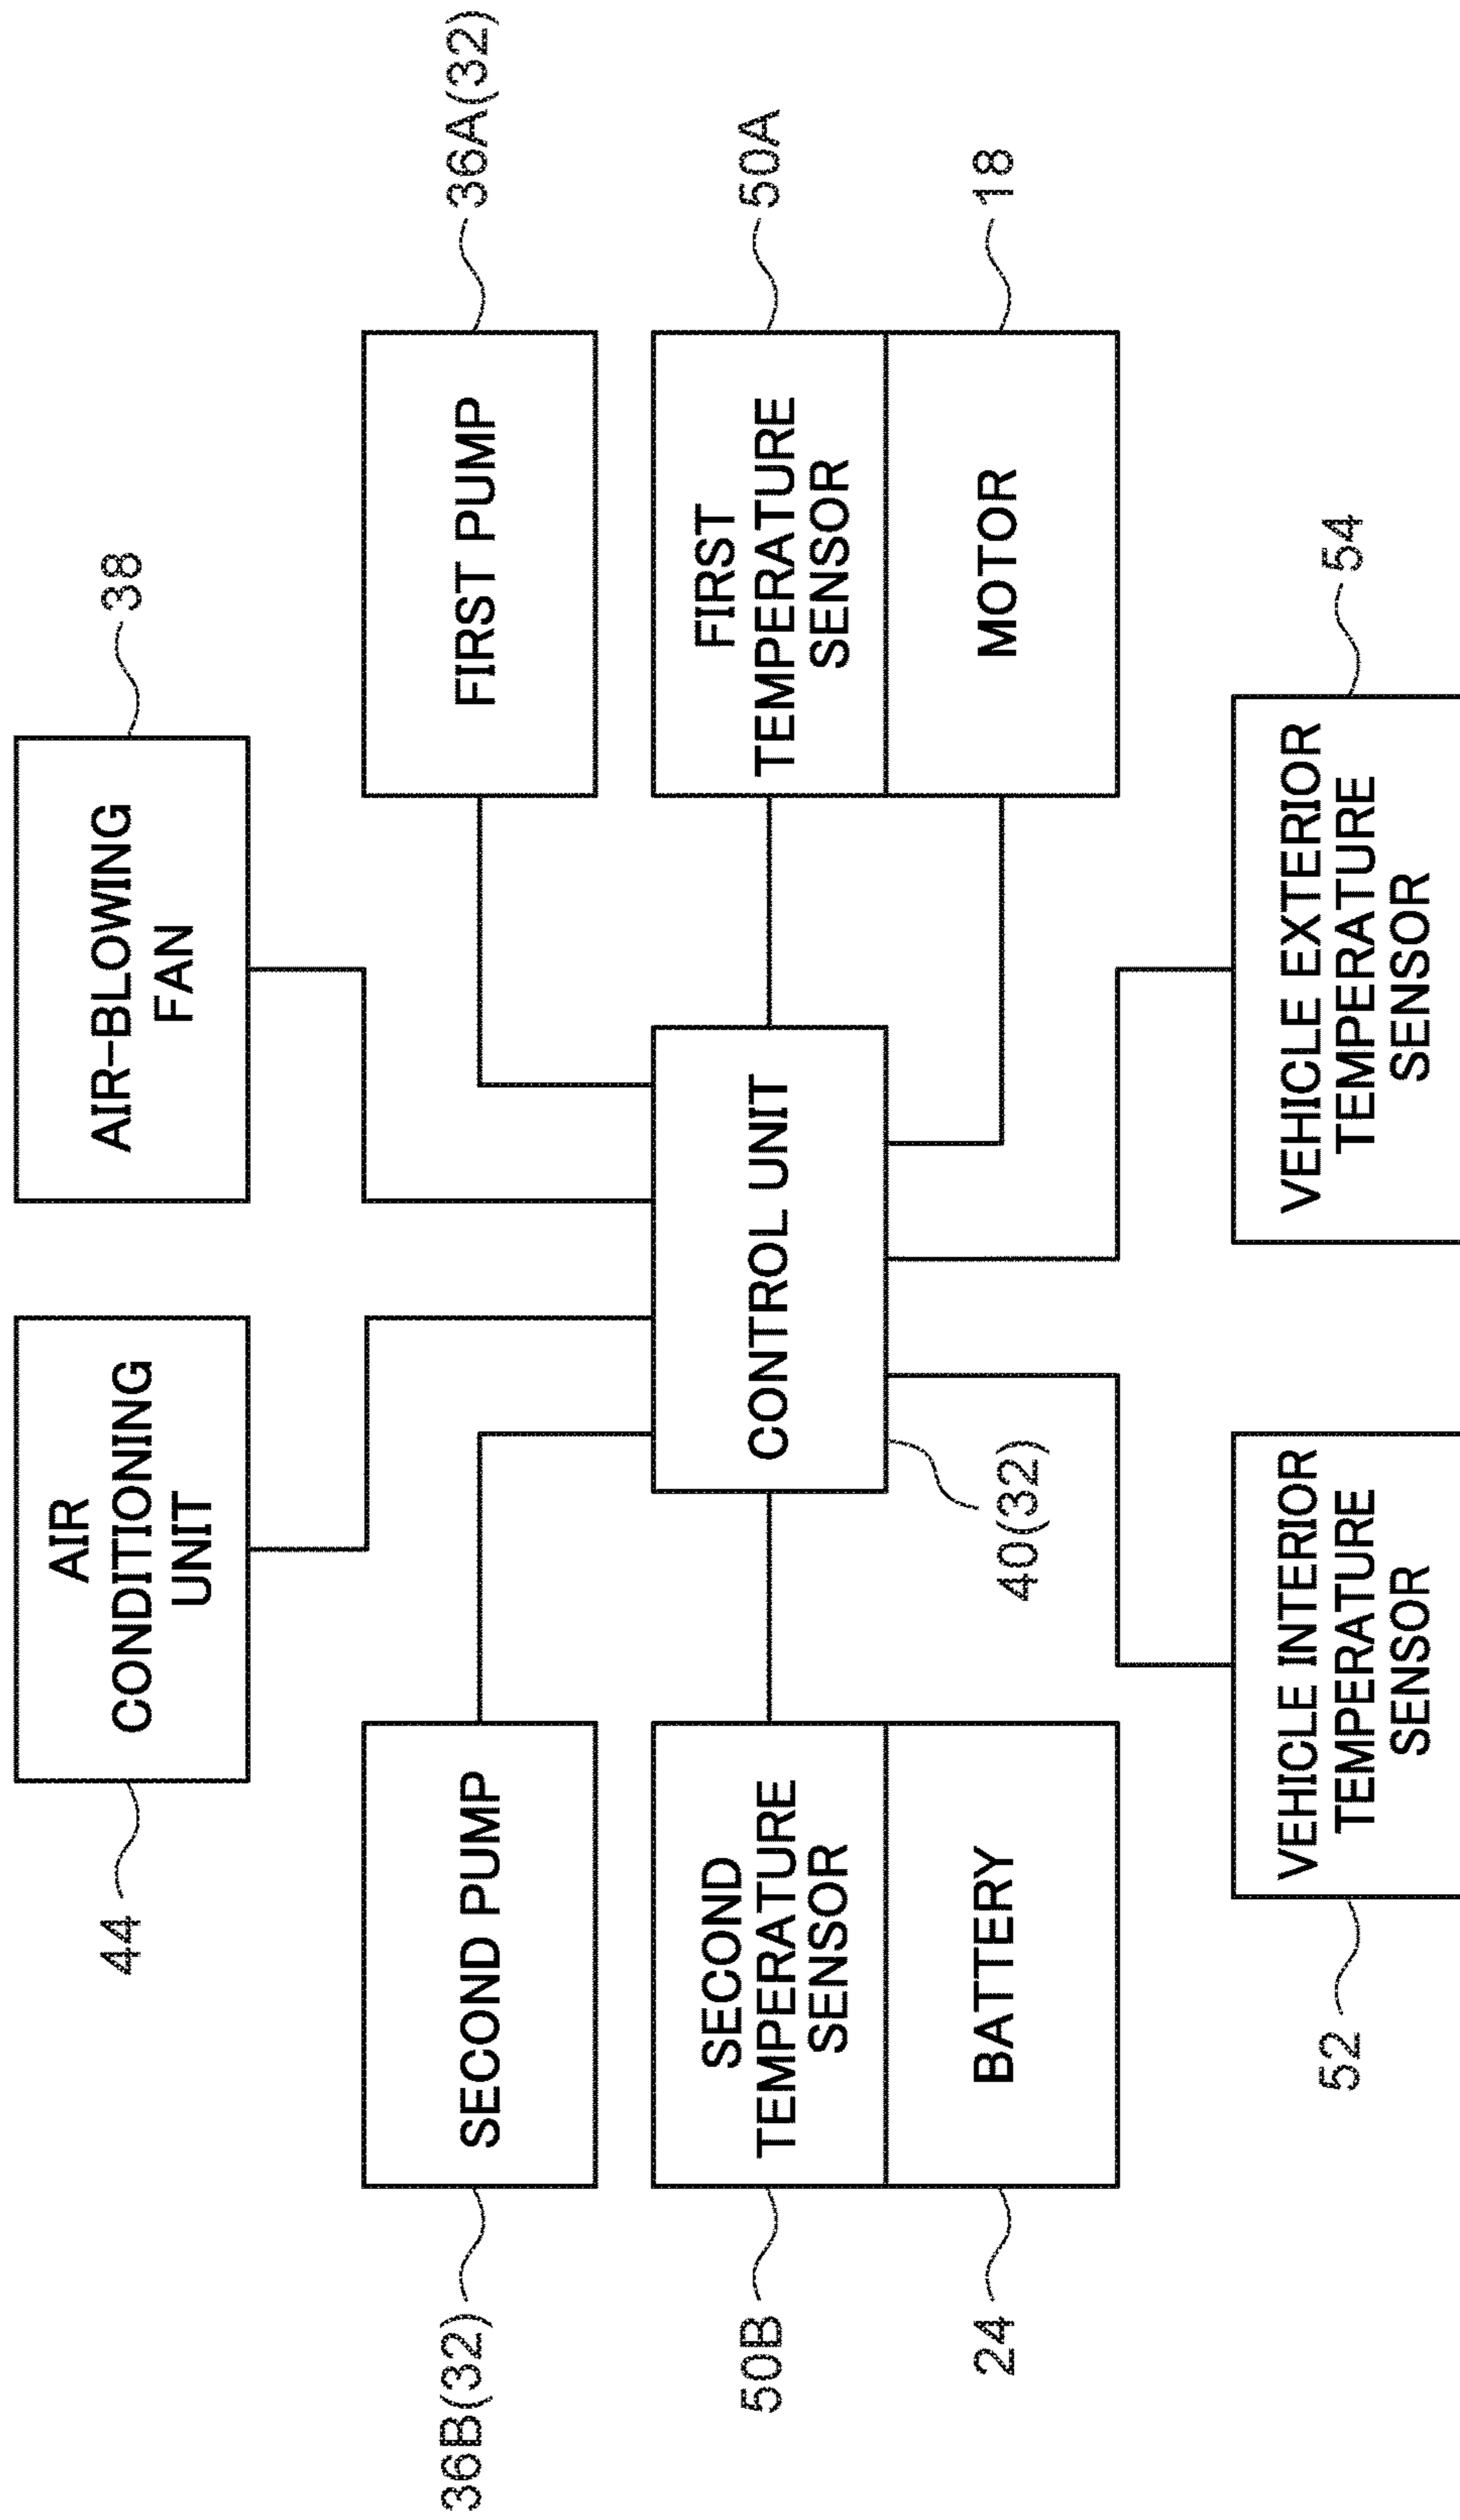 44
AIR
CONDITIONING
UNIT
AIR-BLOWING
FAN
38
36B(32)
SECOND PUMP
FIRST PUMP
36A(32)
50B
SECOND
TEMPERATURE
SENSOR
CONTROL UNIT
FIRST
TEMPERATURE
SENSOR
50A
24
BATTERY
40(32)
MOTOR
18
52
VEHICLE INTERIOR
TEMPERATURE
SENSOR
VEHICLE EXTERIOR
TEMPERATURE
SENSOR
54